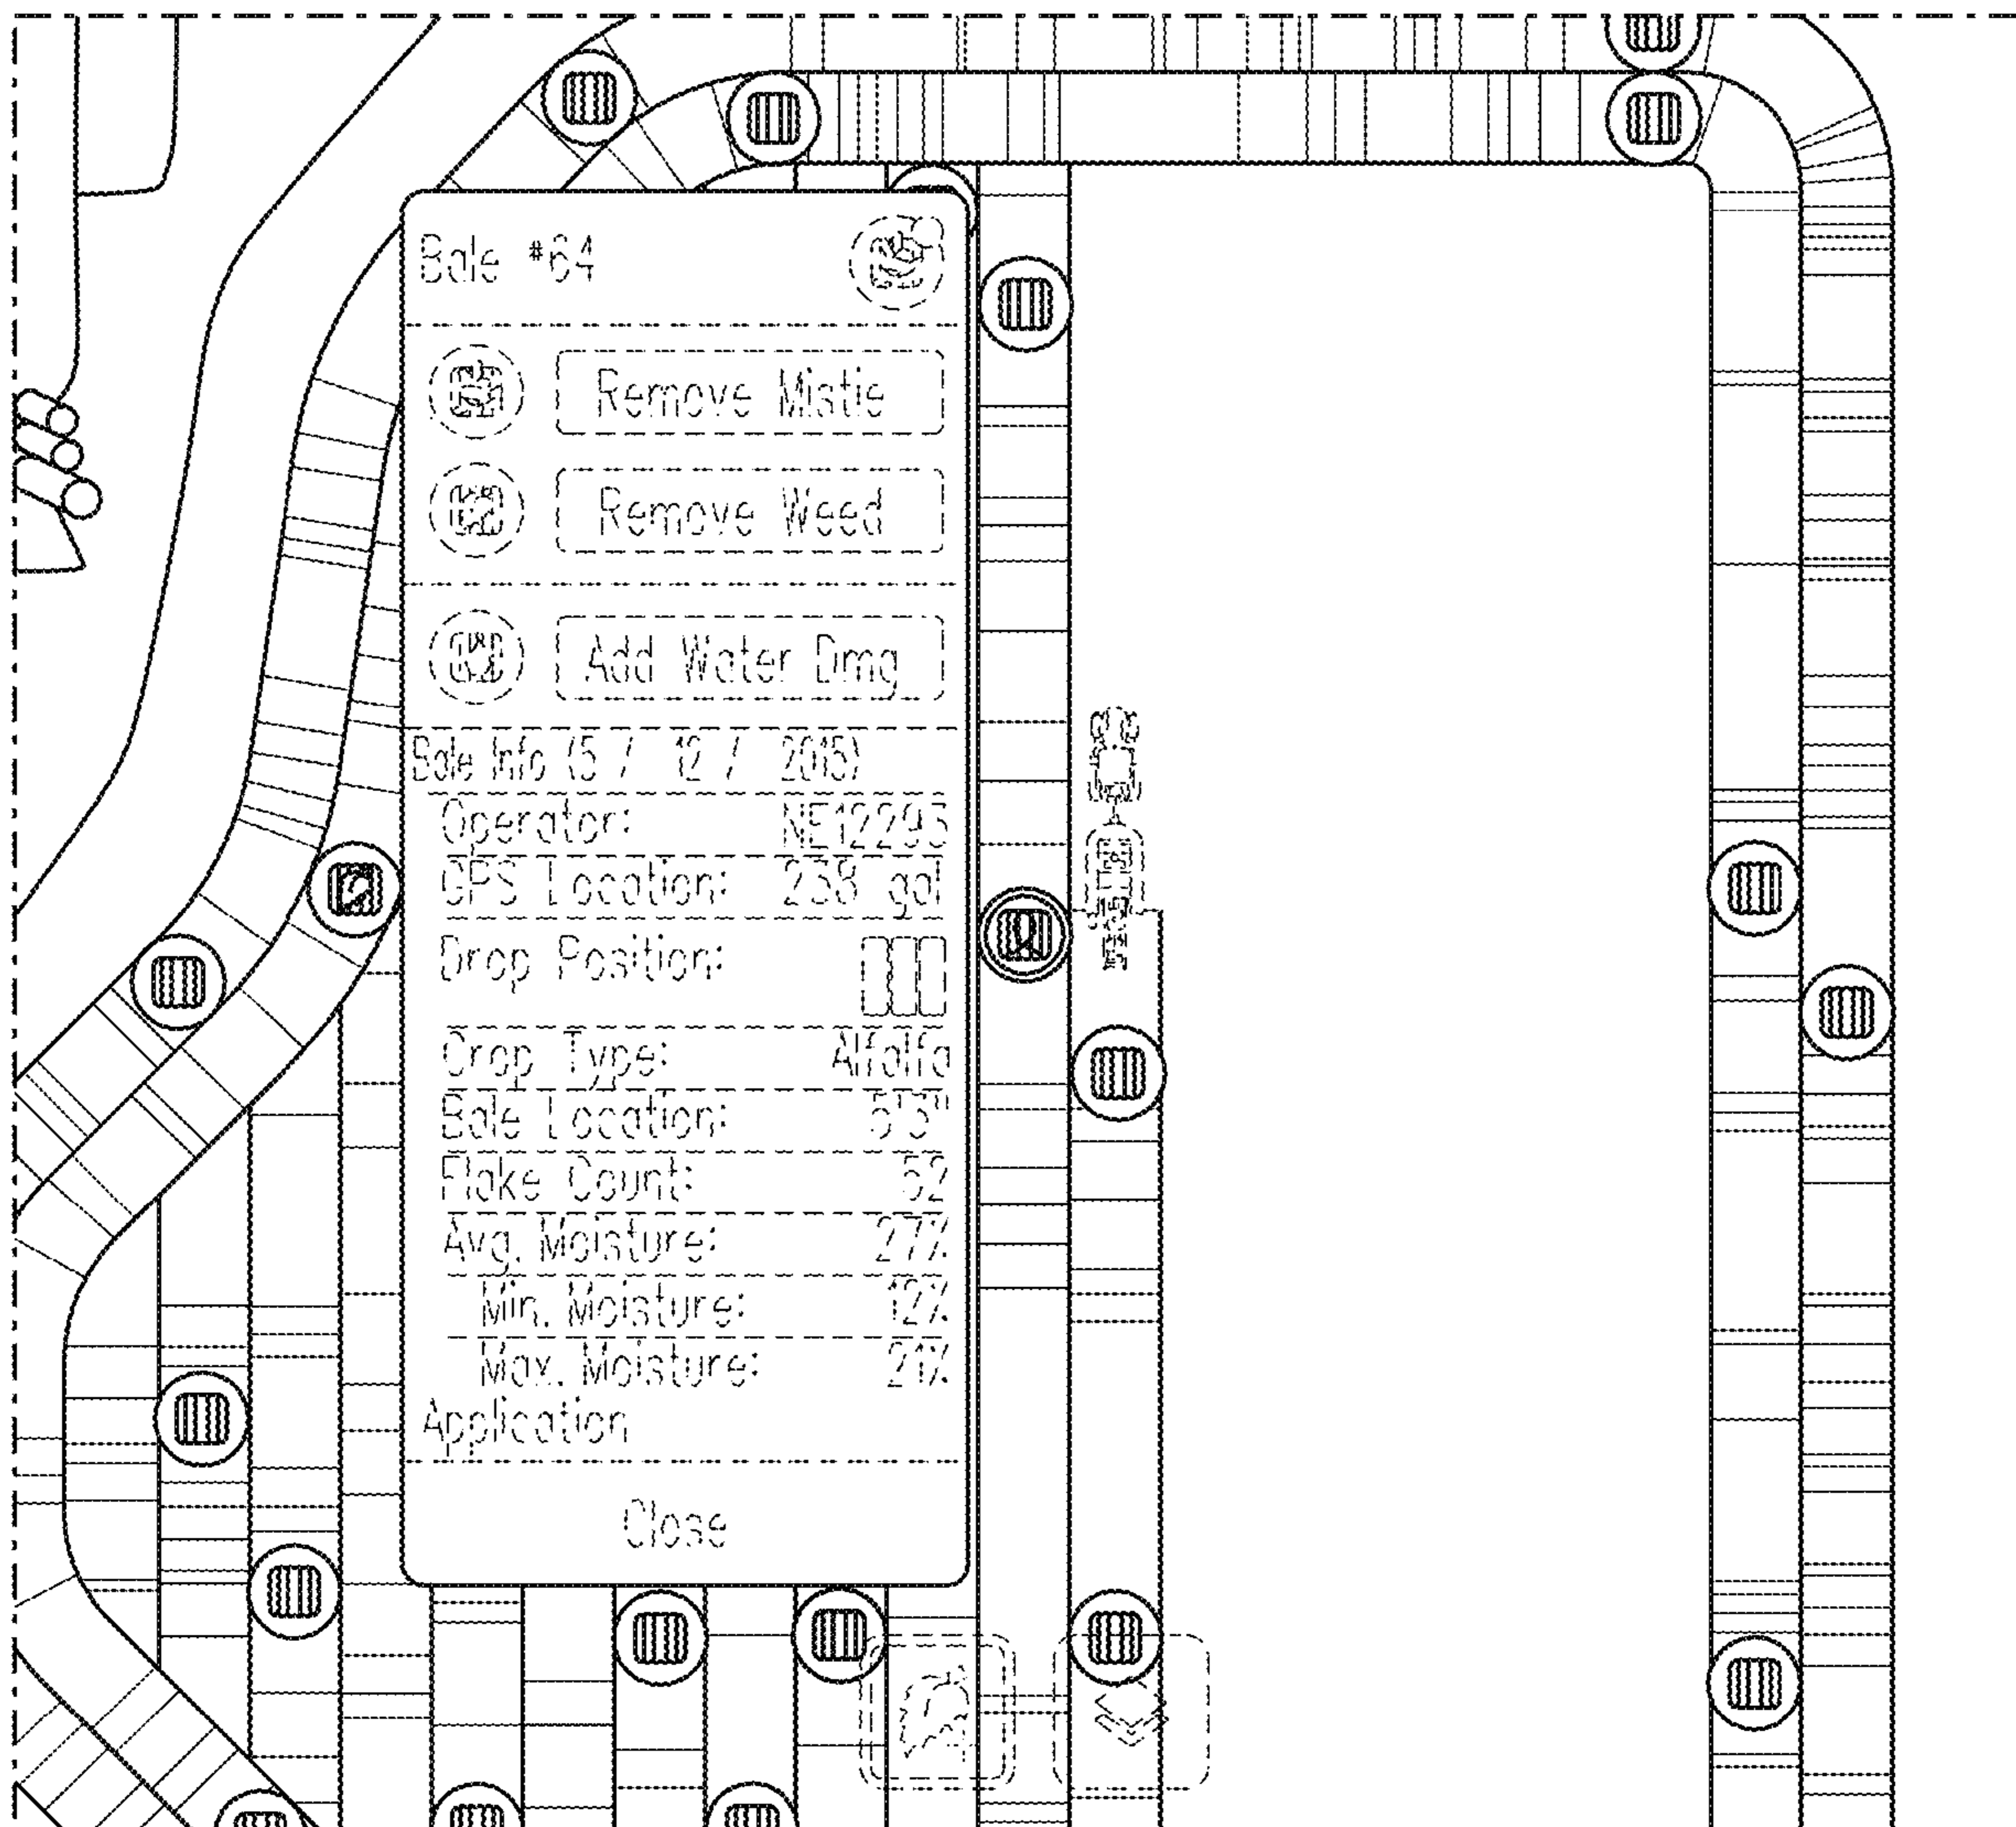 Bale #64
Remove Mistie
Remove Weed
Add Water Dmg
Bale Info (5 / 12 / 2015)
Operator: NE12293
GPS Location: 238 gal
Drop Position:
Crop Type: Alfalfa
Bale Location: 5'3"
Flake Count: 52
Avg. Moisture: 27%
Min. Moisture: 12%
Max. Moisture: 21%
Application
Close